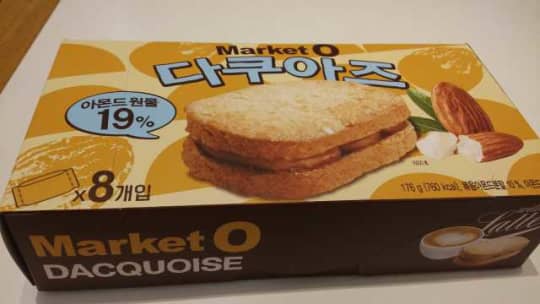 Market O
다쿠아즈
아몬드 원물
19%
x8개입
176 g (760 kcal),
Market O
DACQUOISE
Latte